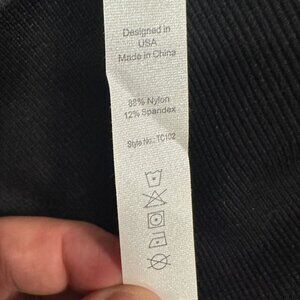 Designed in
USA
Made in China
88% Nylon
12% Spandex
Style No.: TC102